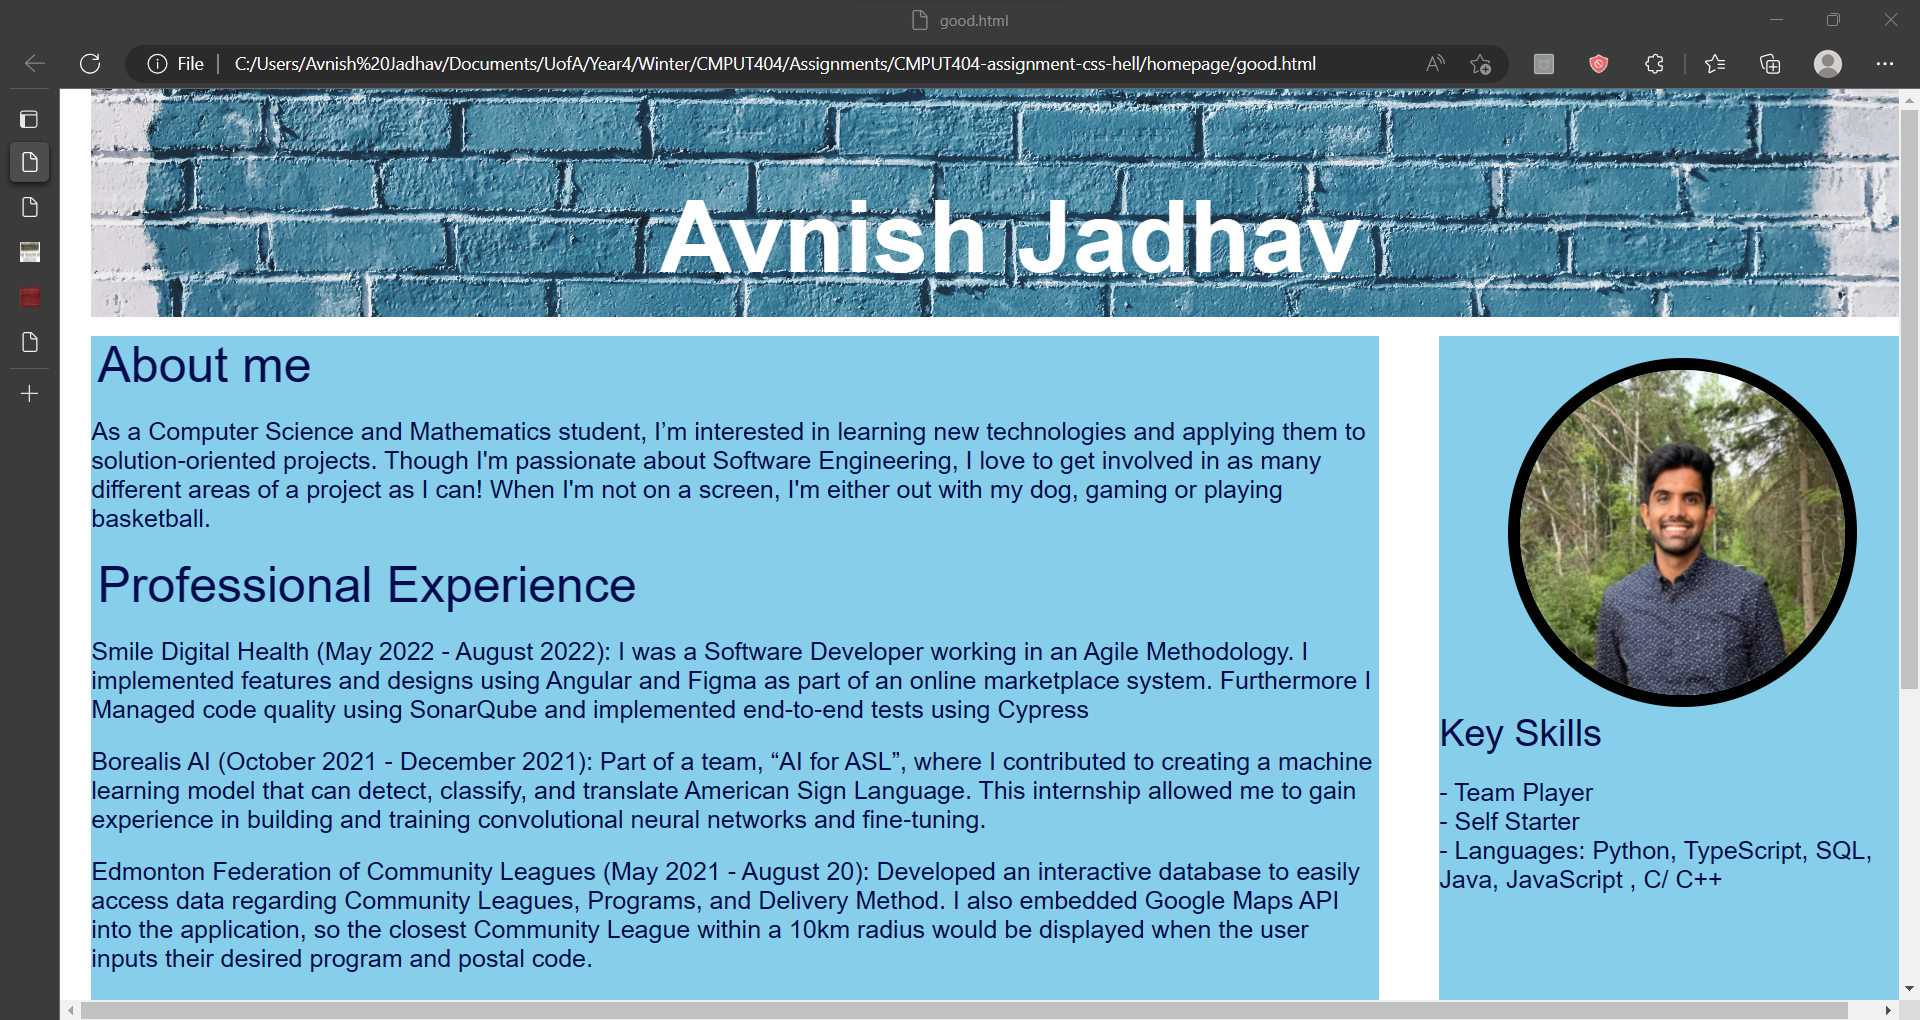 good.html
File
C:/Users/Avnish%20Jadhav/Documents/UofA/Year4/Winter/CMPUT404/Assignments/CMPUT404-assignment-css-hell/homepage/good.html
Avnish Jadhav
About me
As a Computer Science and Mathematics student, I’m interested in learning new technologies and applying them to
solution-oriented projects. Though I'm passionate about Software Engineering, I love to get involved in as many
different areas of a project as I can! When I'm not on a screen, I'm either out with my dog, gaming or playing
basketball.
Professional Experience
Smile Digital Health (May 2022 - August 2022): I was a Software Developer working in an Agile Methodology. I
implemented features and designs using Angular and Figma as part of an online marketplace system. Furthermore I
Managed code quality using SonarQube and implemented end-to-end tests using Cypress
Borealis AI (October 2021 - December 2021): Part of a team, “AI for ASL”, where I contributed to creating a machine
learning model that can detect, classify, and translate American Sign Language. This internship allowed me to gain
experience in building and training convolutional neural networks and fine-tuning.
Edmonton Federation of Community Leagues (May 2021 - August 20): Developed an interactive database to easily
access data regarding Community Leagues, Programs, and Delivery Method. I also embedded Google Maps API
into the application, so the closest Community League within a 10km radius would be displayed when the user
inputs their desired program and postal code.
Key Skills
- Team Player
- Self Starter
- Languages: Python, TypeScript, SQL,
Java, JavaScript , C/ C++